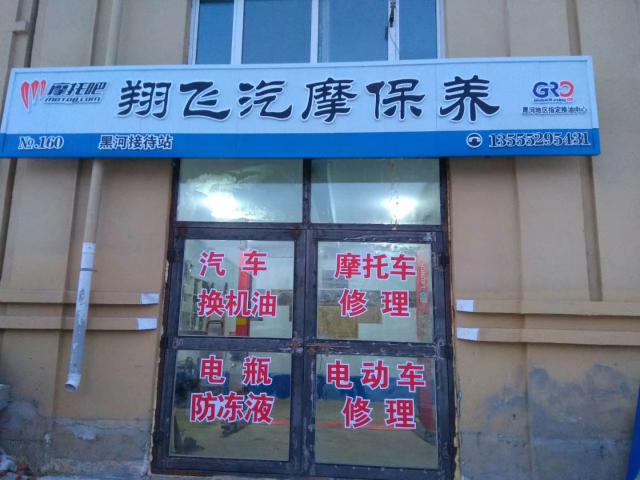 摩托吧
motob.com
翔飞汽摩保养
GRO
黑河地区指定换油中心
No.160
黑河接待站
13555295431
汽车
换机油
摩托车
修理
电瓶
防冻液
电动车
修理